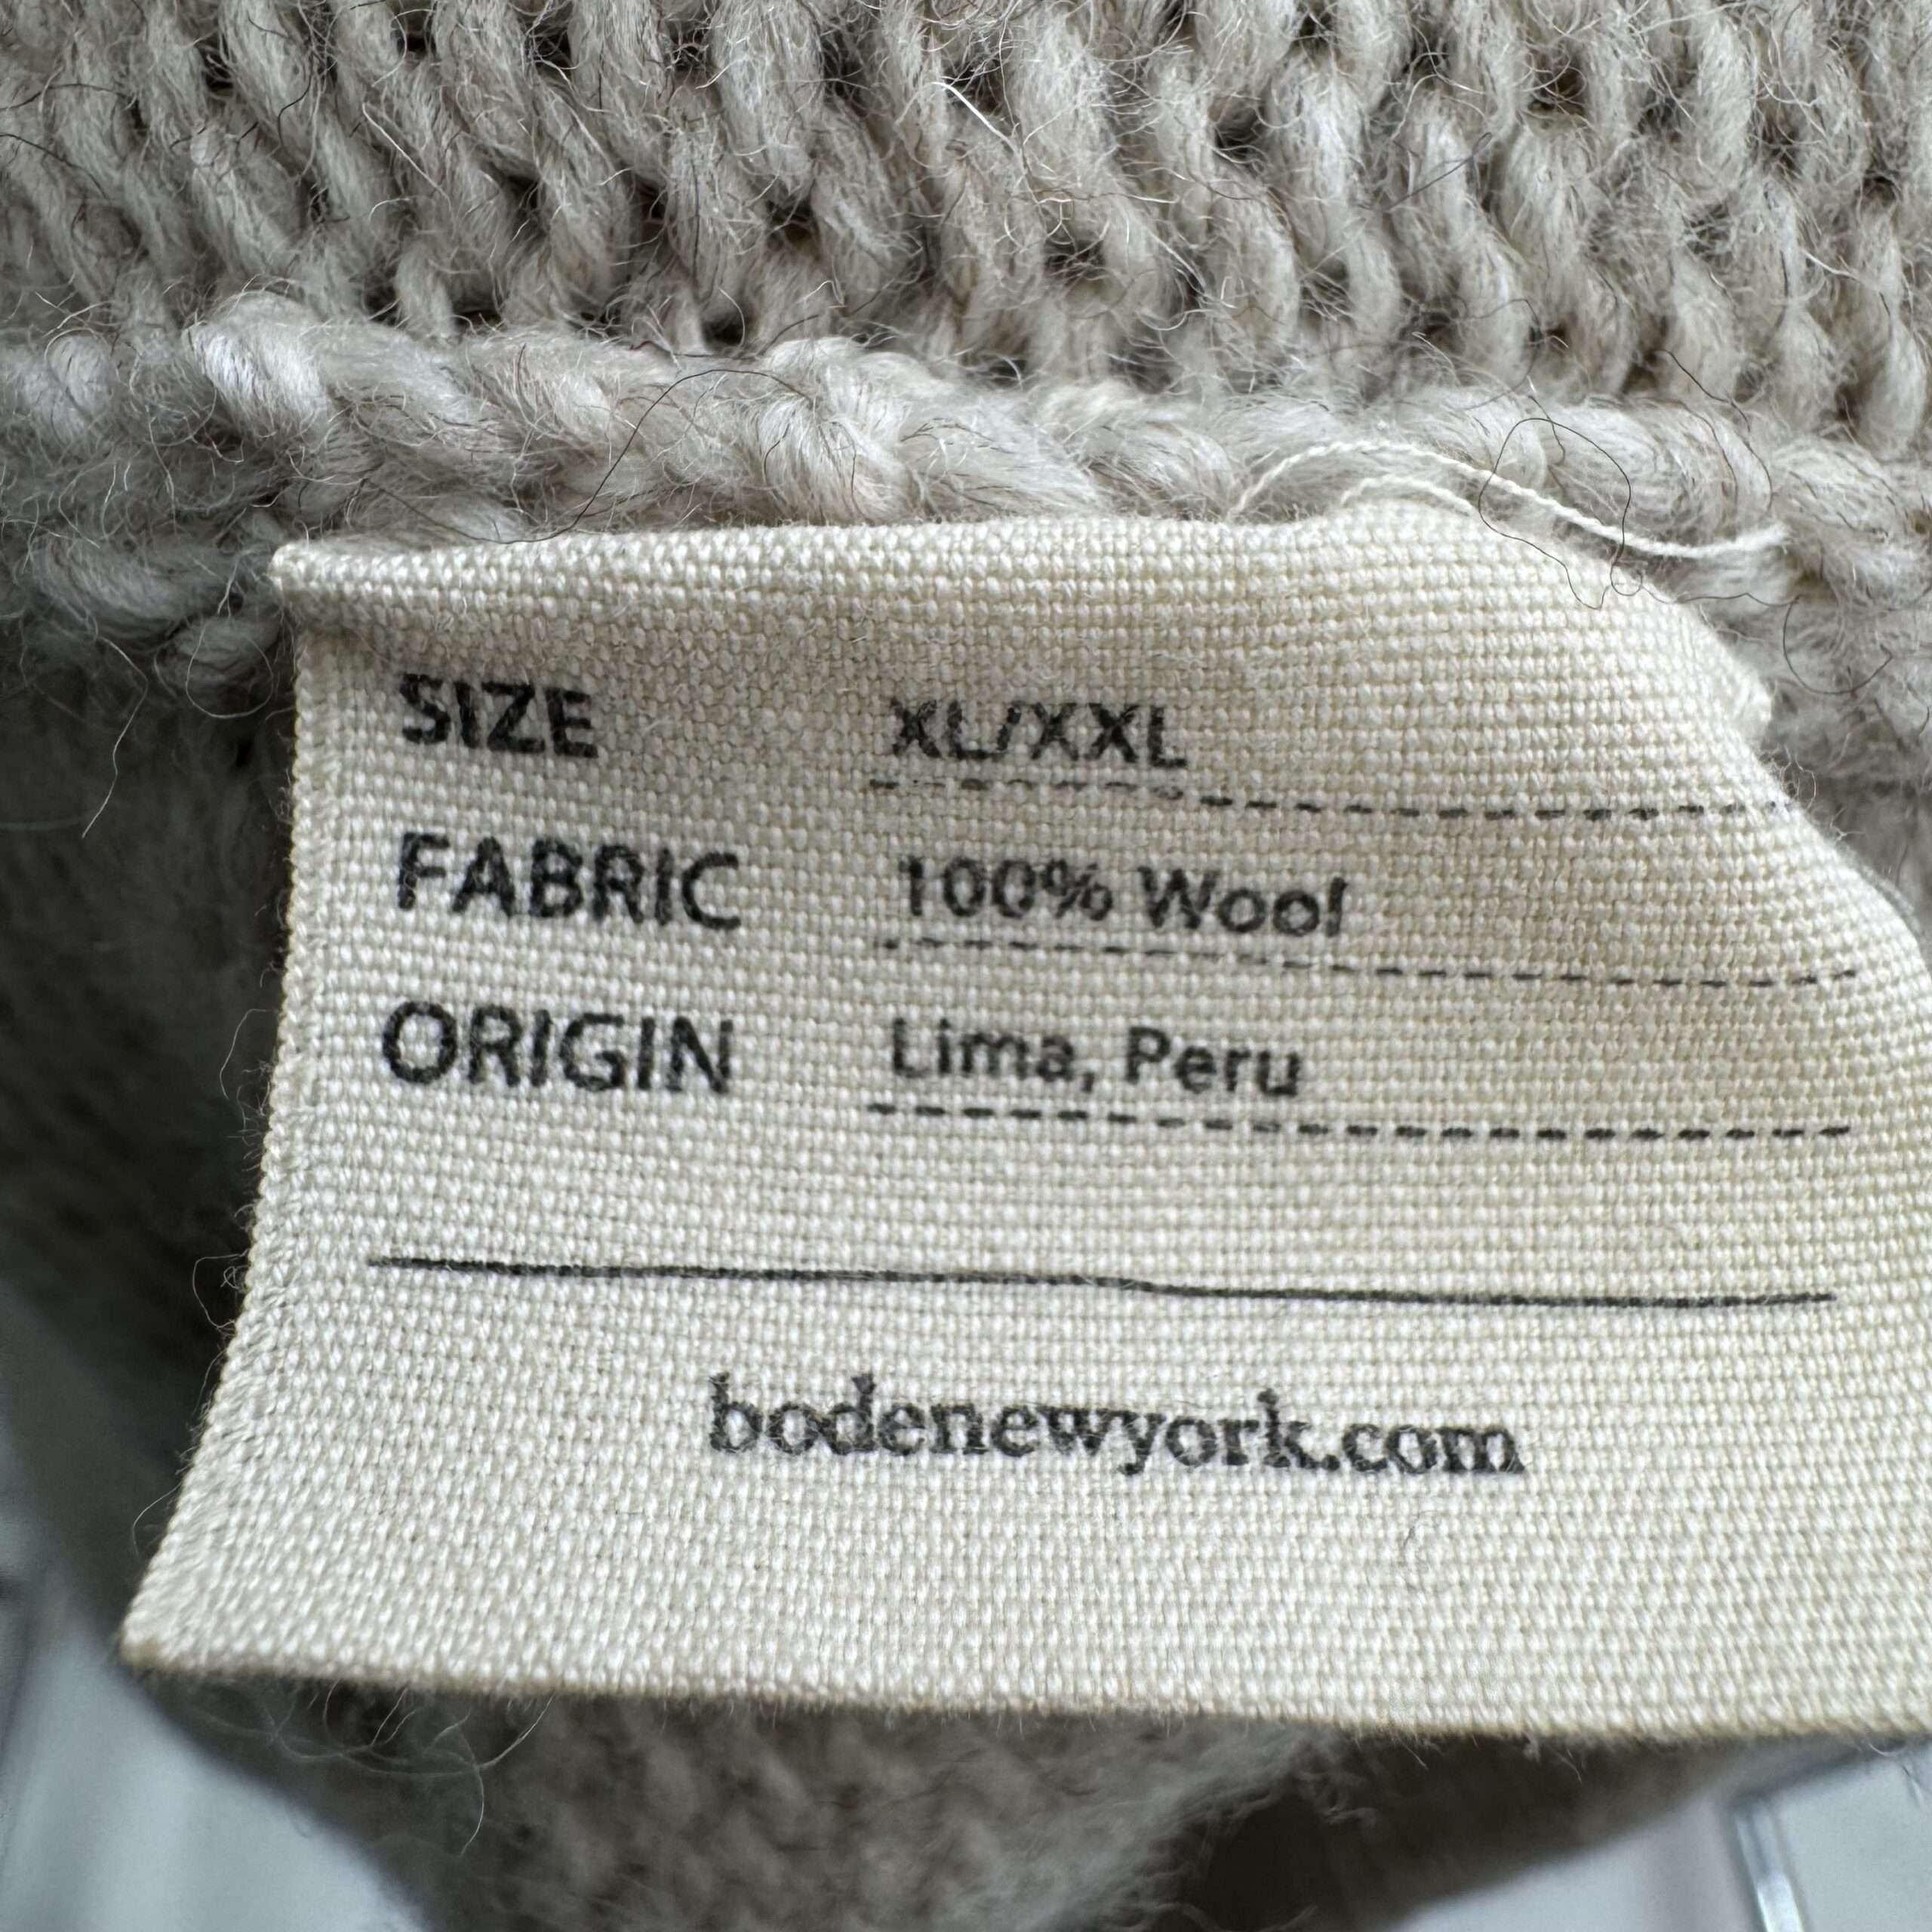 SIZE XL/XXL
FABRIC 100% Wool
ORIGIN Lima, Peru
bodenewyork.com